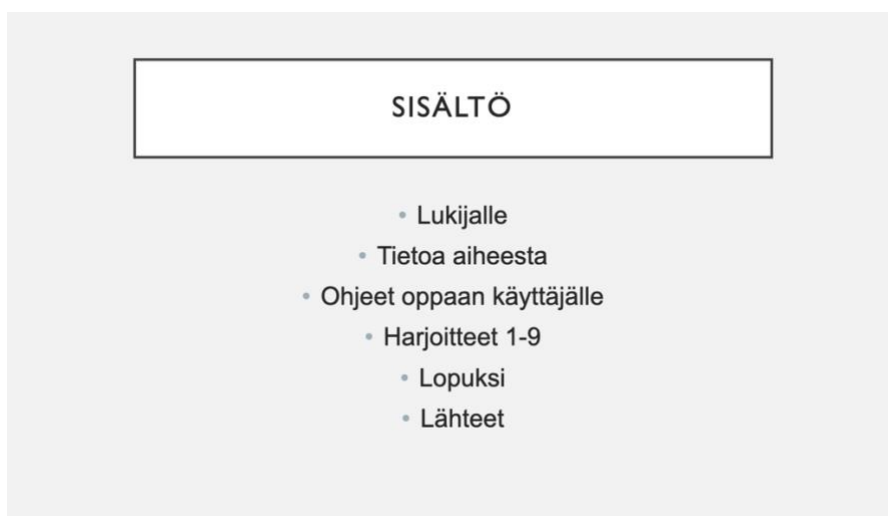 SISÄLTÖ
• Lukijalle
• Tietoa aiheesta
• Ohjeet oppaan käyttäjälle
• Harjoitteet 1-9
• Lopuksi
• Lähteet